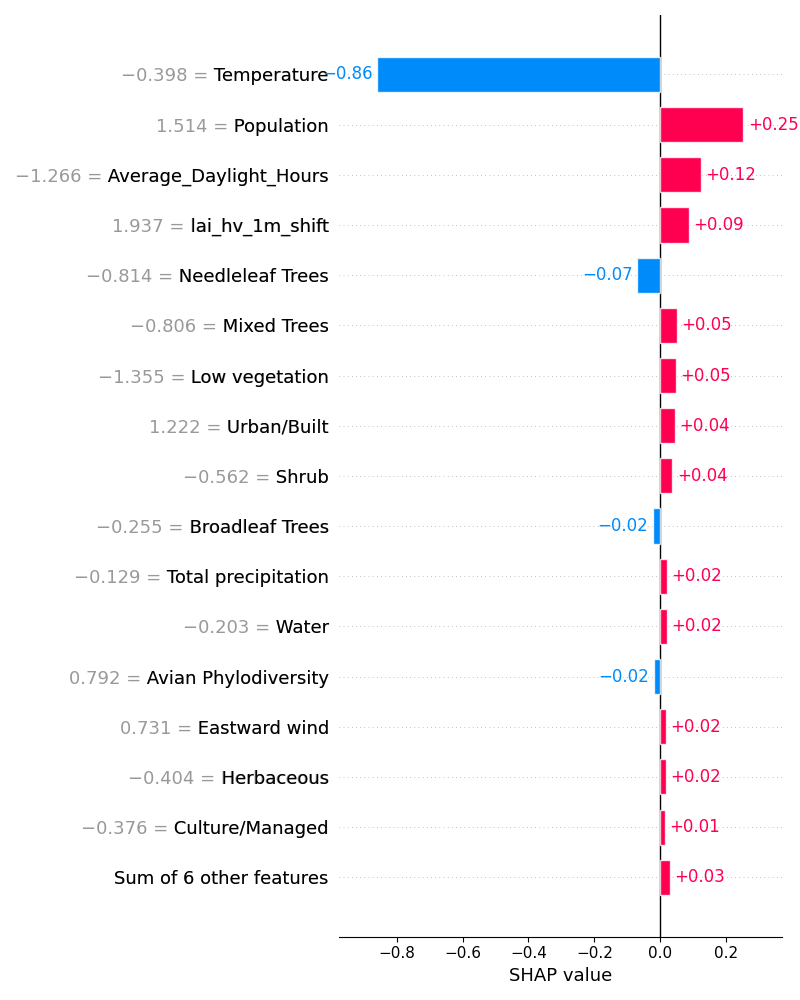 −0.398 = Temperature −0.86
1.514 = Population +0.25
−1.266 = Average_Daylight_Hours +0.12
1.937 = lai_hv_1m_shift +0.09
−0.814 = Needleleaf Trees −0.07
−0.806 = Mixed Trees +0.05
−1.355 = Low vegetation +0.05
1.222 = Urban/Built +0.04
−0.562 = Shrub +0.04
−0.255 = Broadleaf Trees −0.02
−0.129 = Total precipitation +0.02
−0.203 = Water +0.02
0.792 = Avian Phylodiversity −0.02
0.731 = Eastward wind +0.02
−0.404 = Herbaceous +0.02
−0.376 = Culture/Managed +0.01
Sum of 6 other features +0.03
−0.8 −0.6 −0.4 −0.2 0.0 0.2
SHAP value